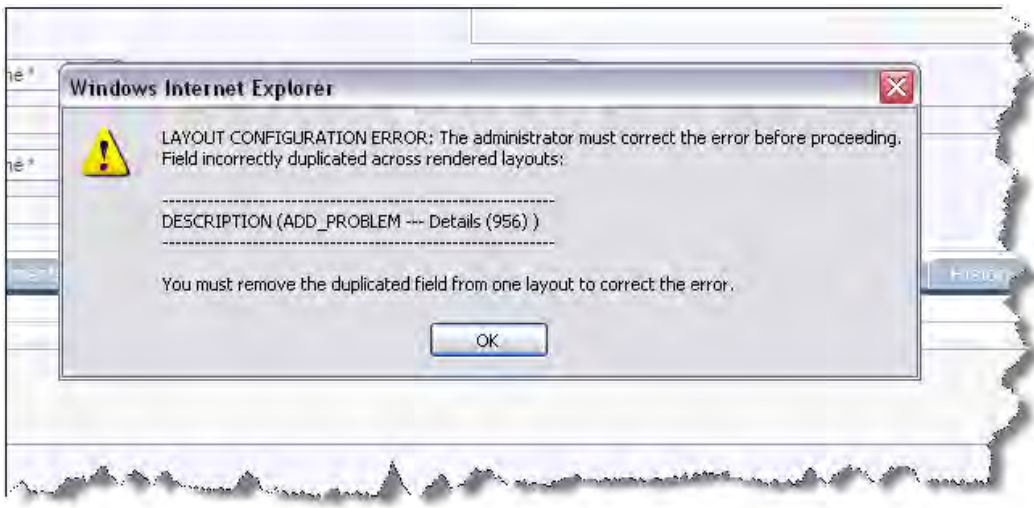 Windows Internet Explorer
LAYOUT CONFIGURATION ERROR: The administrator must correct the error before proceeding.
Field incorrectly duplicated across rendered layouts:
--------------------------------------------------------------------------------
DESCRIPTION (ADD_PROBLEM --- Details (956) )
--------------------------------------------------------------------------------
You must remove the duplicated field from one layout to correct the error.
OK